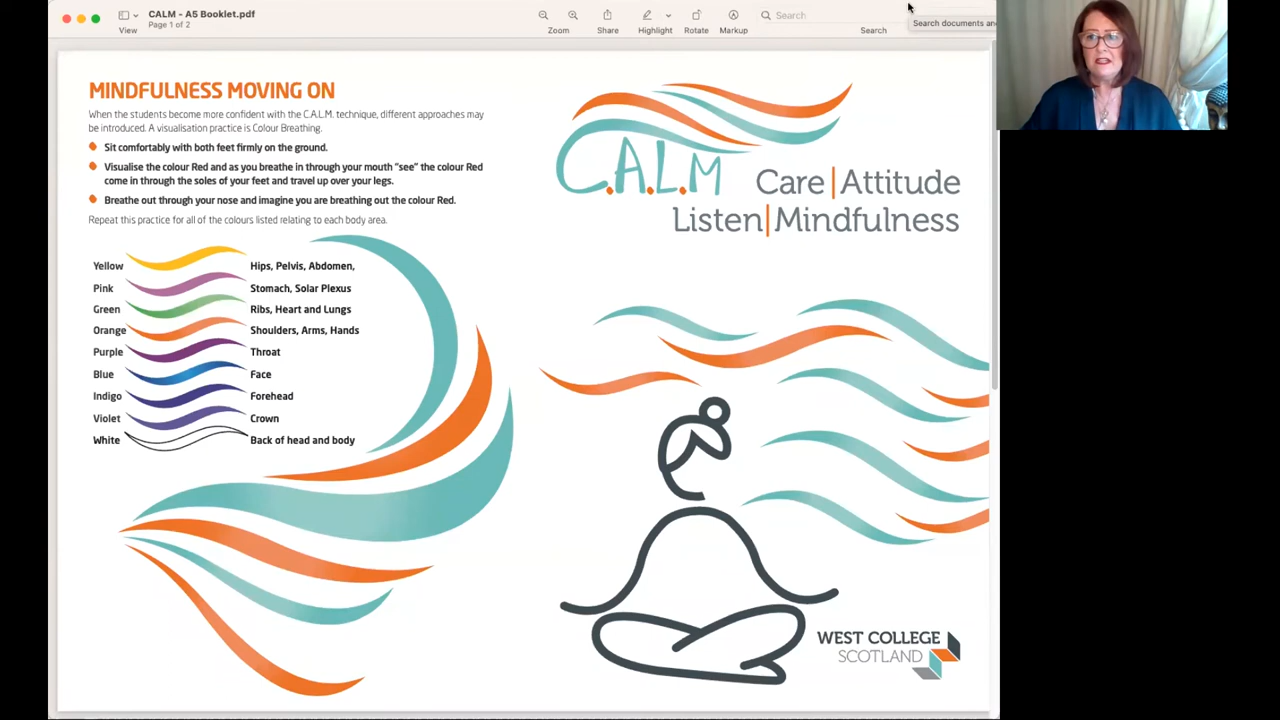 CALM - A5 Booklet.pdf
Page 1 of 2
View
Zoom
Share
Highlight
Rotate
Markup
Search
Search
Search documents and
MINDFULNESS MOVING ON
When the students become more confident with the C.A.L.M. technique, different approaches may
be introduced. A visualisation practice is Colour Breathing.
Sit comfortably with both feet firmly on the ground.
Visualise the colour Red and as you breathe in through your mouth "see" the colour Red
come in through the soles of your feet and travel up over your legs.
Breathe out through your nose and imagine you are breathing out the colour Red.
Repeat this practice for all of the colours listed relating to each body area.
Yellow Hips, Pelvis, Abdomen,
Pink Stomach, Solar Plexus
Green Ribs, Heart and Lungs
Orange Shoulders, Arms, Hands
Purple Throat
Blue Face
Indigo Forehead
Violet Crown
White Back of head and body
C.A.L.M
Care|Attitude
Listen|Mindfulness
WEST COLLEGE
SCOTLAND